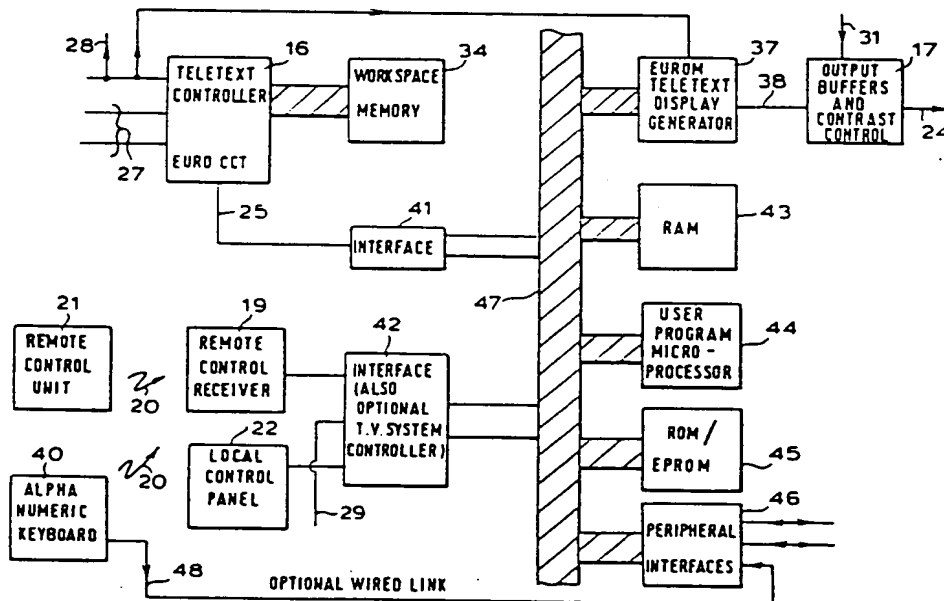 28
16
TELETEXT
CONTROLLER
EURO CCT
27
34
WORKSPACE
MEMORY
37
EUROM
TELETEXT
DISPLAY
GENERATOR
38
31
17
OUTPUT
BUFFERS
AND
CONTRAST
CONTROL
24
25
41
INTERFACE
43
RAM
47
21
REMOTE
CONTROL
UNIT
20
19
REMOTE
CONTROL
RECEIVER
42
INTERFACE
(ALSO
OPTIONAL
T.V. SYSTEM
CONTROLLER)
USER
PROGRAM
MICRO-
PROCESSOR
44
40
ALPHA
NUMERIC
KEYBOARD
20
22
LOCAL
CONTROL
PANEL
29
ROM/
EPROM
45
46
PERIPHERAL
INTERFACES
48
OPTIONAL WIRED LINK